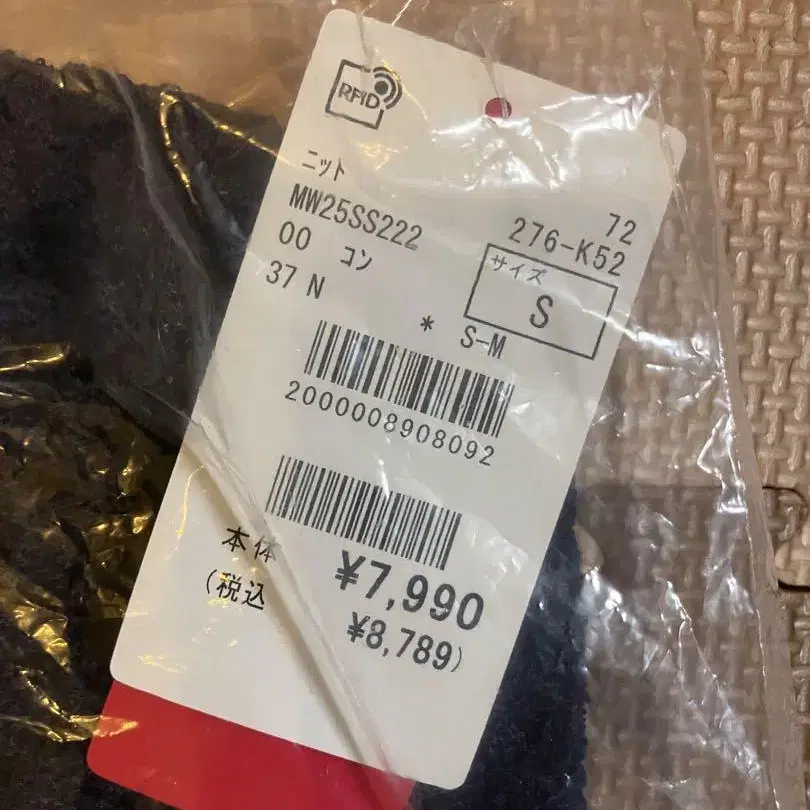 RFID
ニット
MW25SS222
72
00 コン
276-K52
37 N
サイズ
S
* S-M
2000008908092
本体 ¥7,990
(税込 ¥8,789)